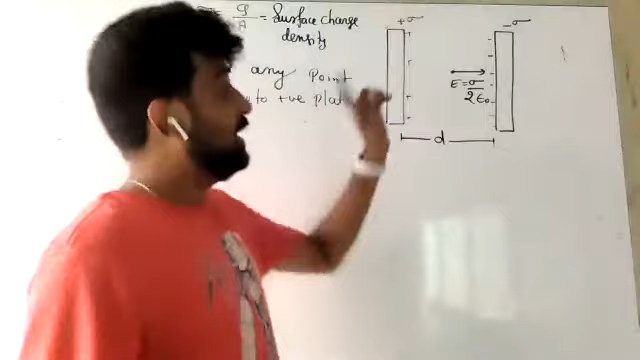 q/A = Surface charge
density
any Point
to +ve plat
+σ
-σ
E = σ/2ε₀
d